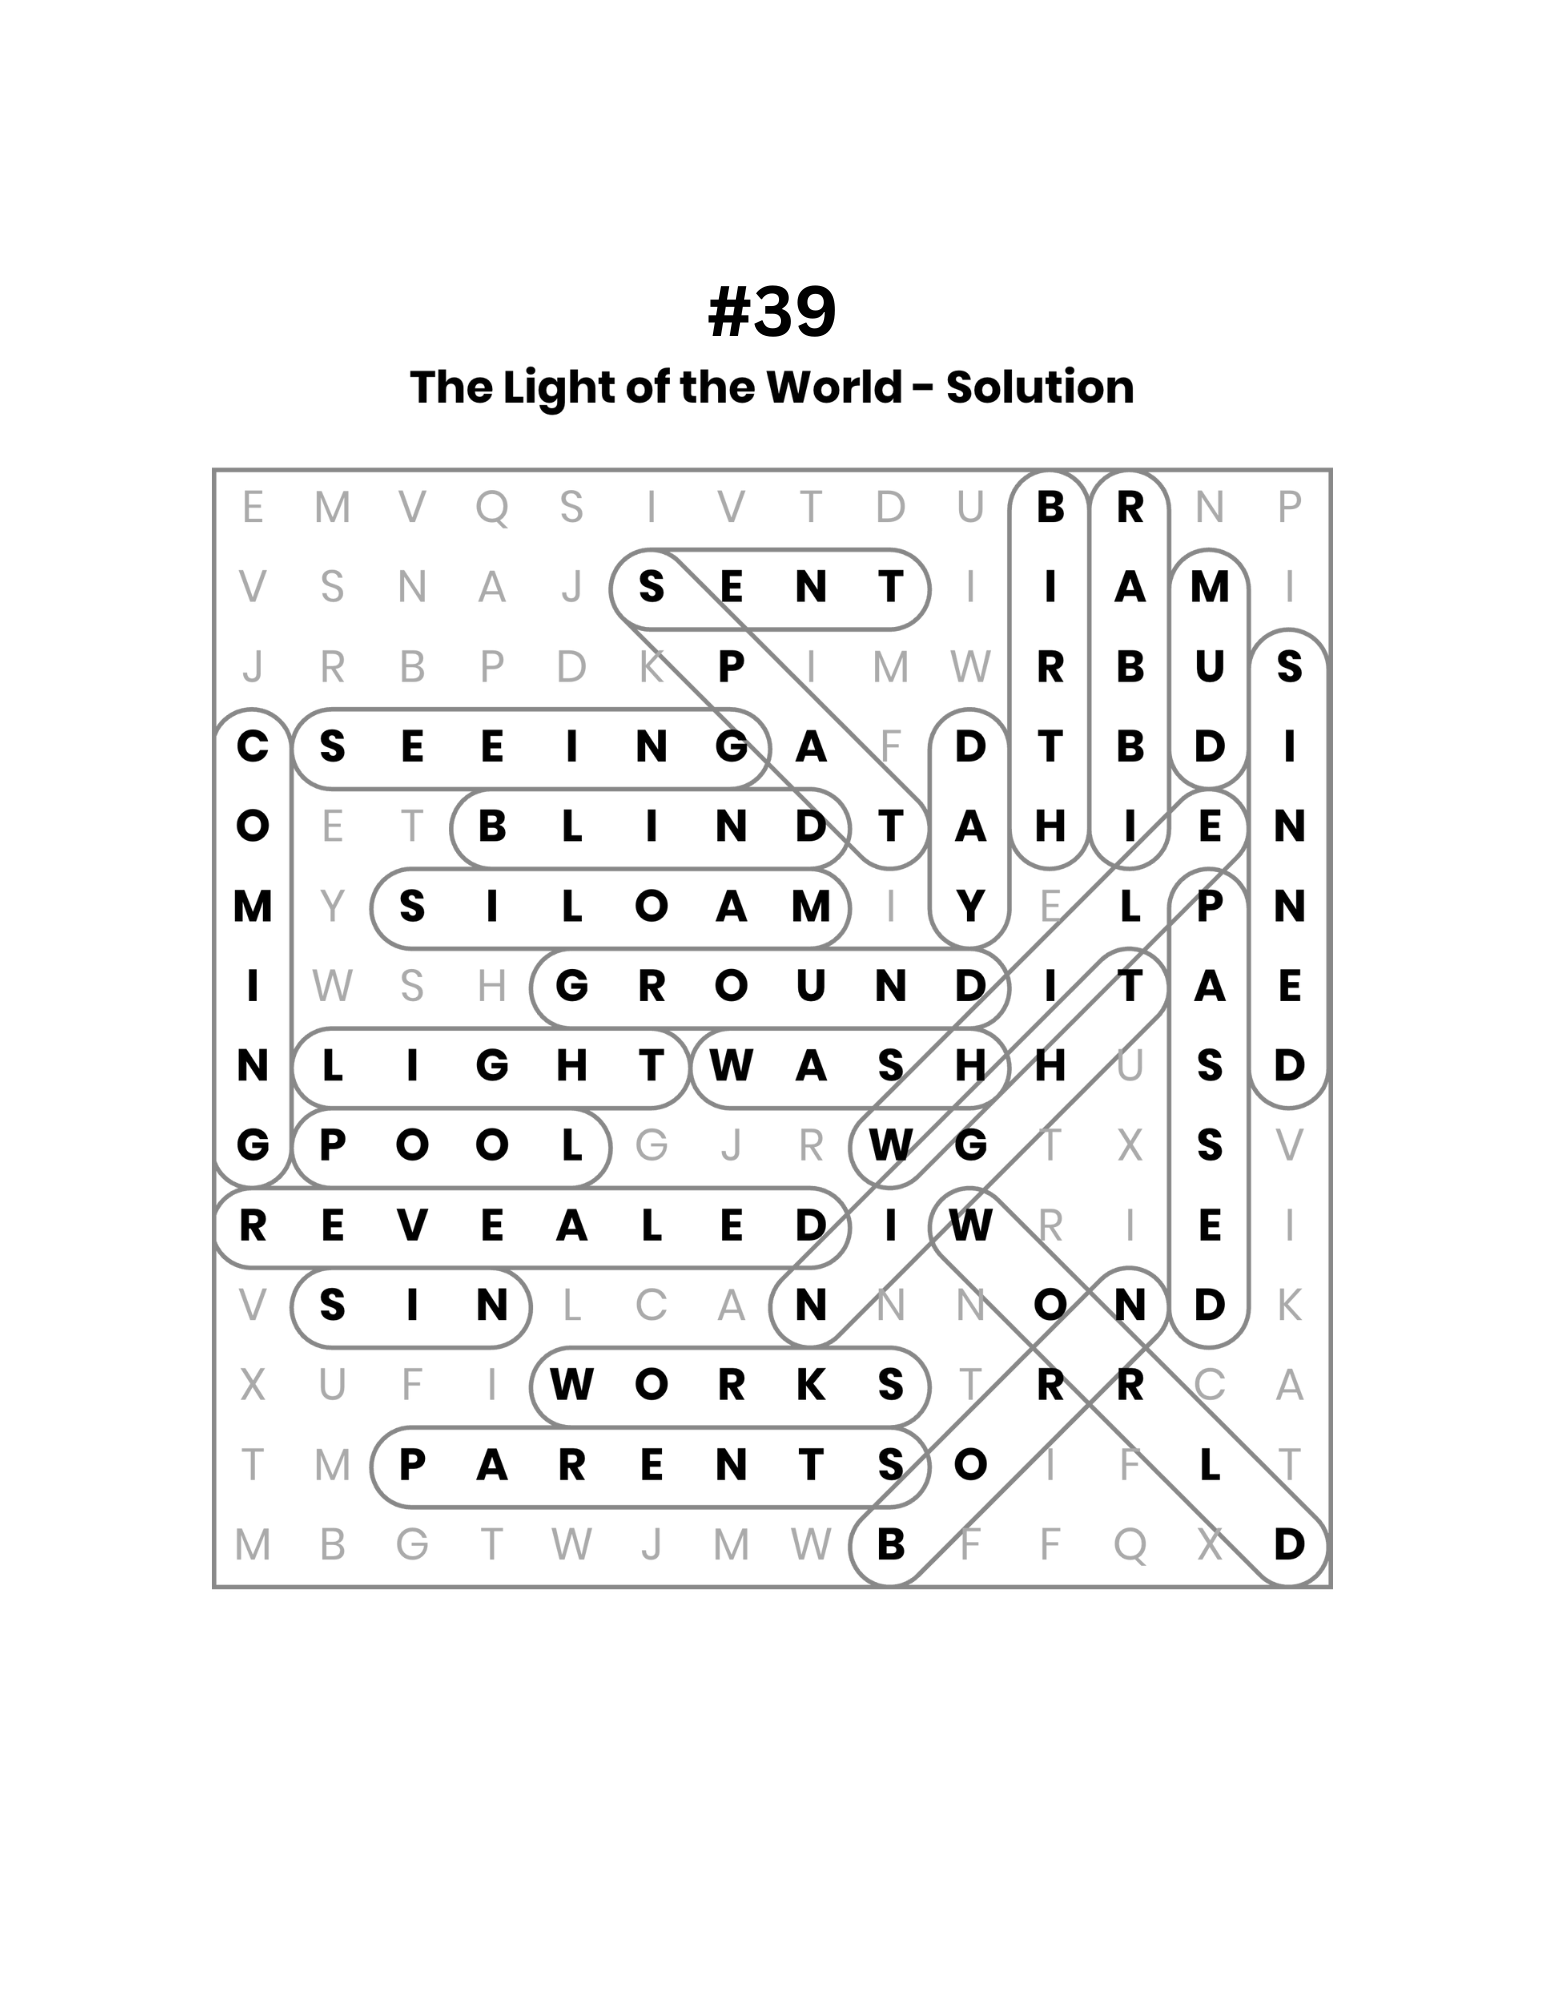 #39
The Light of the World - Solution
E M V Q S I V T D U B R N P
V S N A J S E N T I I A M I
J R B P D K P I M W R B U S
C S E E I N G A F D T B D I
O E T B L I N D T A H I E N
M Y S I L O A M I Y E L P N
I W S H G R O U N D I T A E
N L I G H T W A S H H U S D
G P O O L G J R W G T X S V
R E V E A L E D I W R I E I
V S I N L C A N N N O N D K
X U F I W O R K S T R R C A
T M P A R E N T S O I F L T
M B G T W J M W B F F Q X D